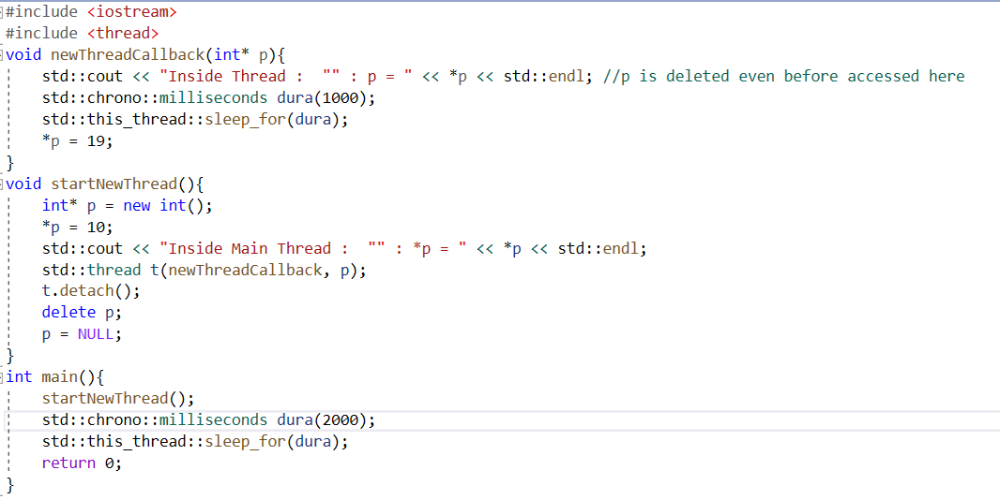 #include <iostream>
#include <thread>
void newThreadCallback(int* p){
    std::cout << "Inside Thread :  "" : p = " << *p << std::endl; //p is deleted even before accessed here
    std::chrono::milliseconds dura(1000);
    std::this_thread::sleep_for(dura);
    *p = 19;
}
void startNewThread(){
    int* p = new int();
    *p = 10;
    std::cout << "Inside Main Thread :  "" : *p = " << *p << std::endl;
    std::thread t(newThreadCallback, p);
    t.detach();
    delete p;
    p = NULL;
}
int main(){
    startNewThread();
    std::chrono::milliseconds dura(2000);
    std::this_thread::sleep_for(dura);
    return 0;
}